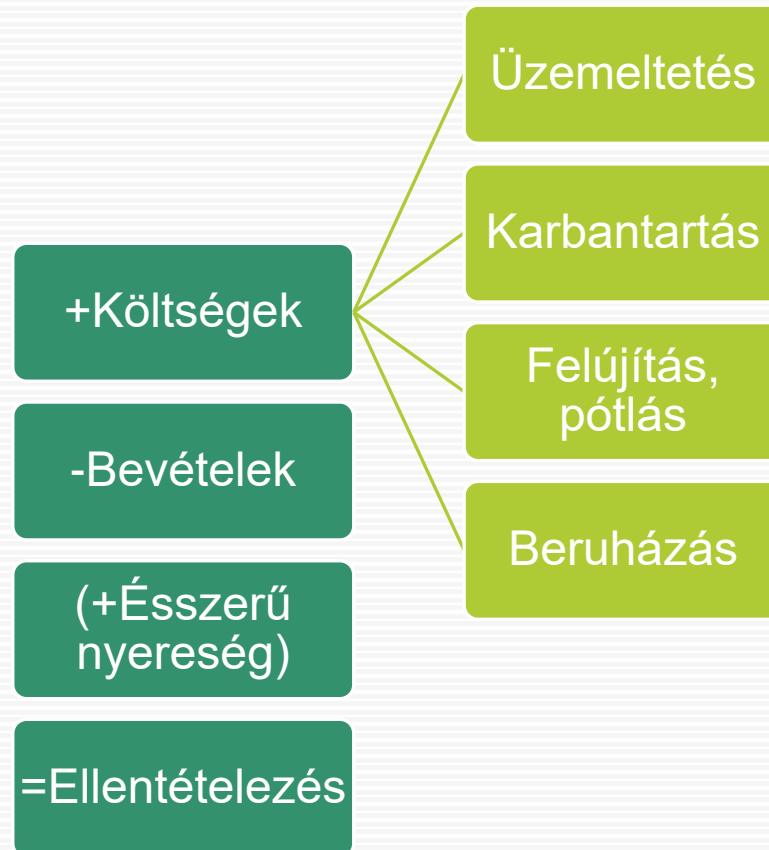 +Költségek
-Bevételek
(+Ésszerű
nyereség)
=Ellentételezés
Üzemeltetés
Karbantartás
Felújítás,
pótlás
Beruházás